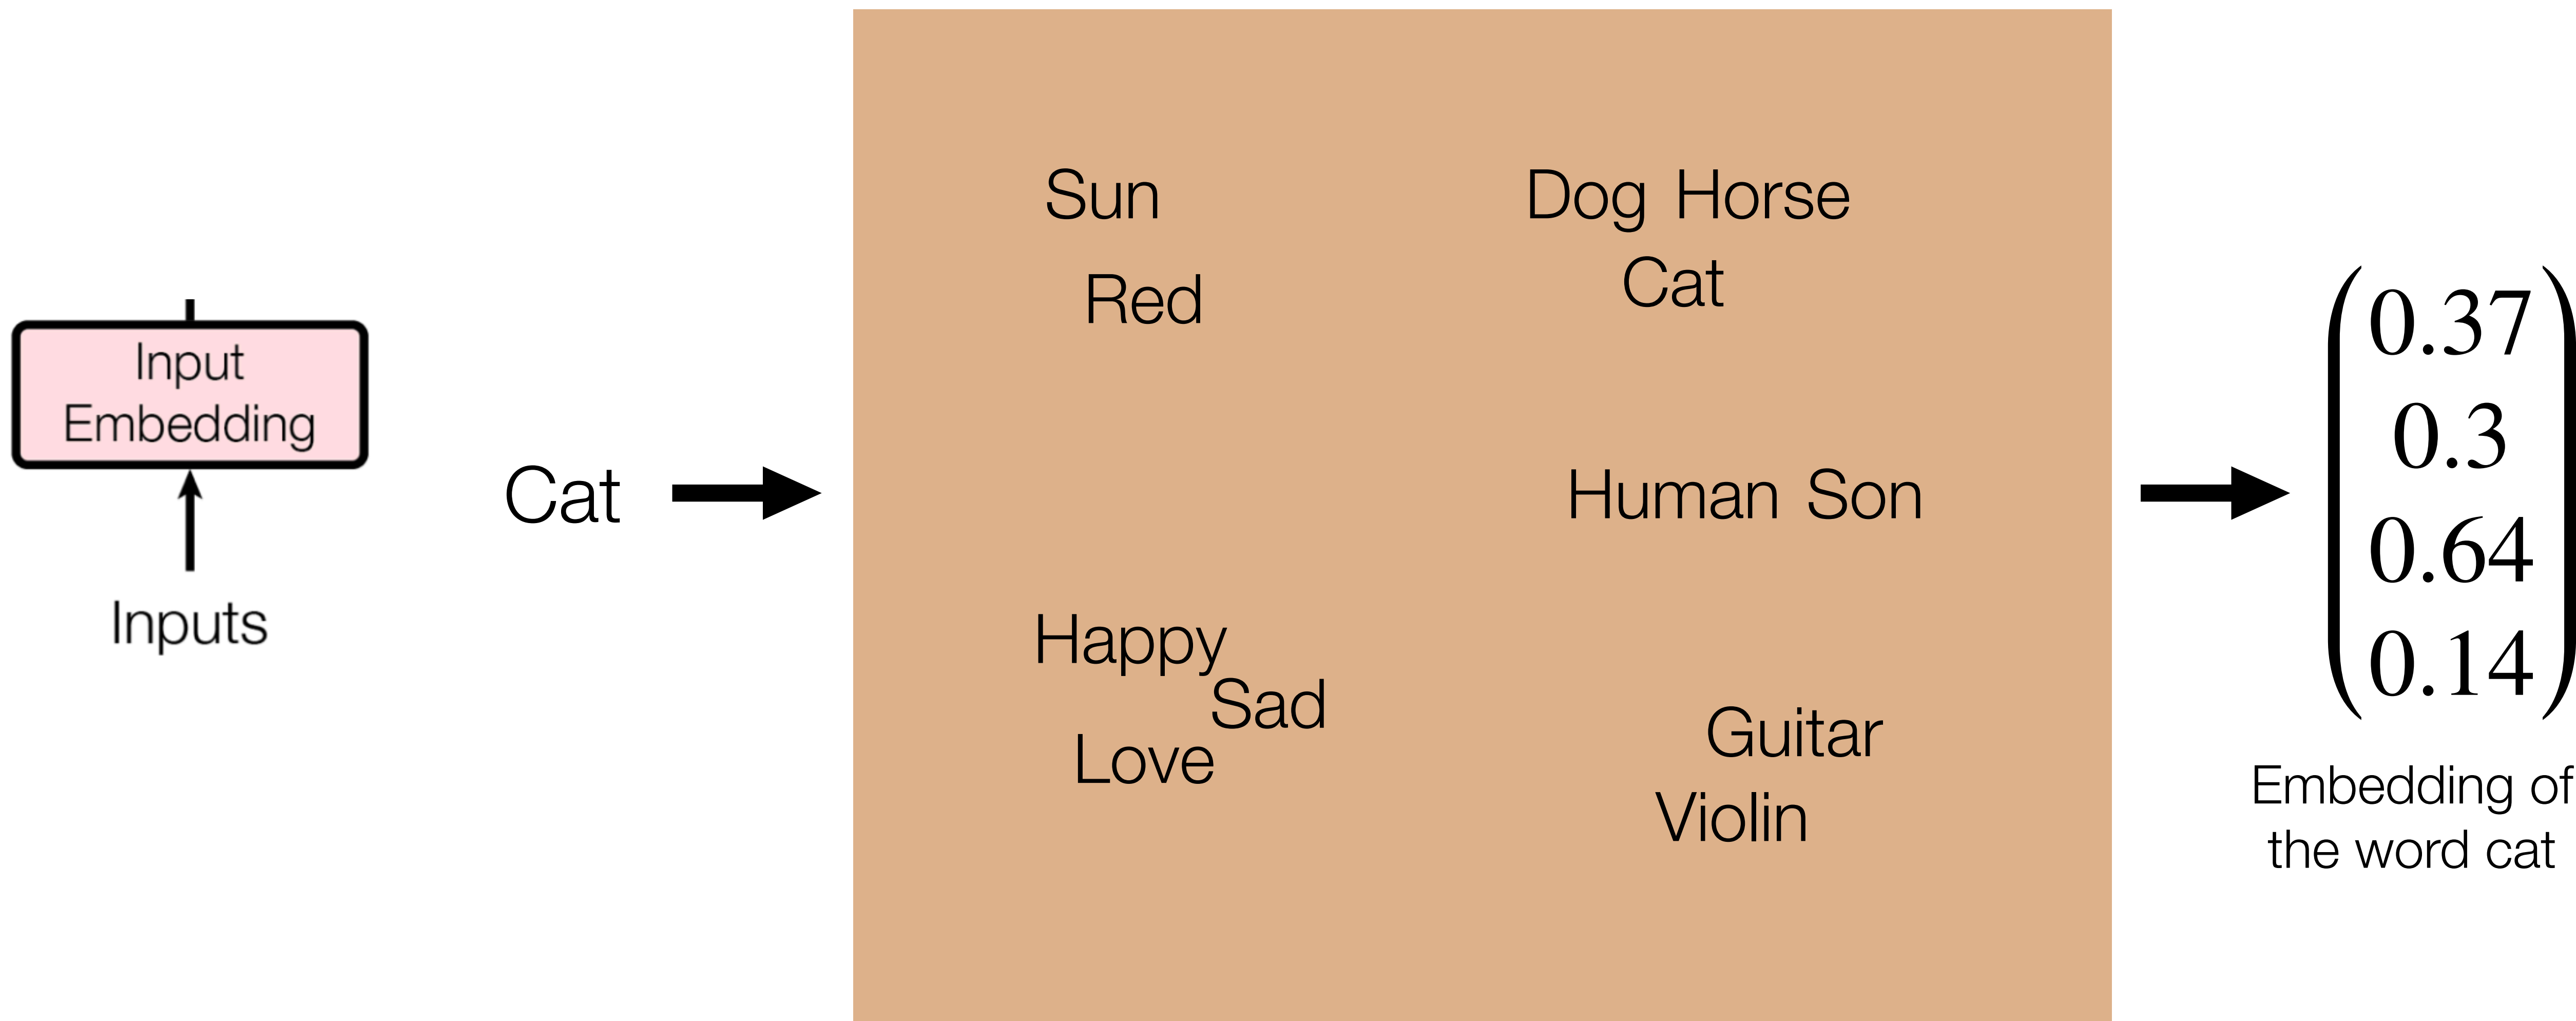 Input
Embedding
Inputs
Cat
Sun
Red
Dog Horse
Cat
Human Son
Happy
Sad
Love
Guitar
Violin
0.37
0.3
0.64
0.14
Embedding of
the word cat